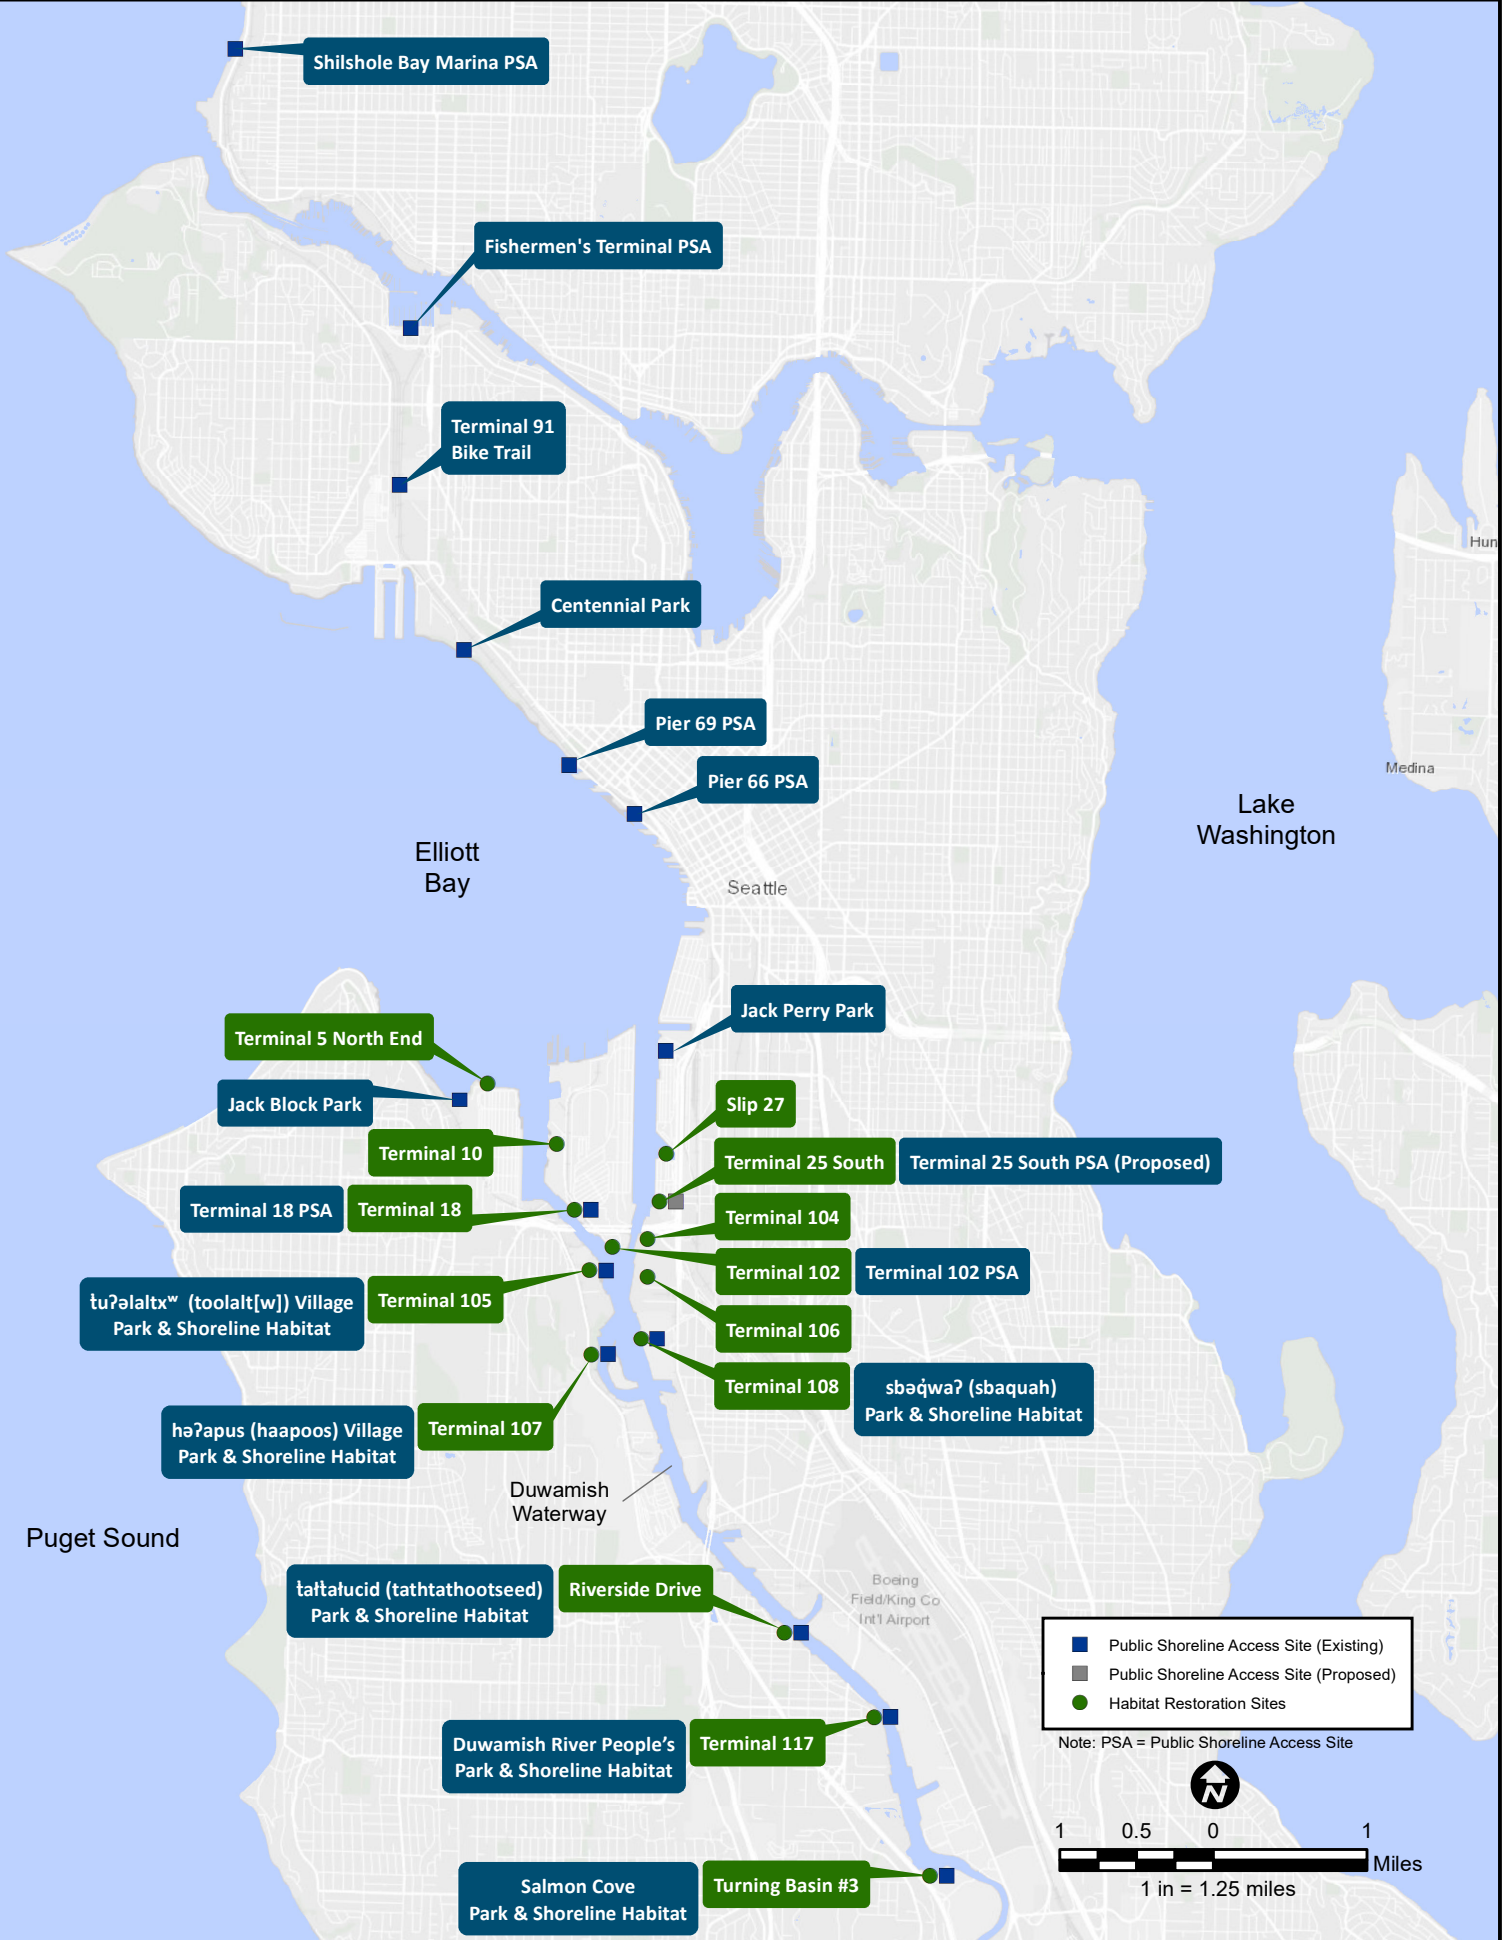 Shilshole Bay Marina PSA
Fishermen's Terminal PSA
Terminal 91
Bike Trail
Hun
Centennial Park
Pier 69 PSA
Medina
Pier 66 PSA
Lake
Washington
Elliott
Bay
Seattle
Jack Perry Park
Terminal 5 North End
Jack Block Park
Slip 27
Terminal 10
Terminal 25 South
Terminal 25 South PSA (Proposed)
Terminal 18 PSA
Terminal 18
Terminal 104
Terminal 102
Terminal 102 PSA
t̓uʔəlaltxʷ (toolalt[w]) Village
Park & Shoreline Habitat
Terminal 105
Terminal 106
Terminal 108
sbəq̓waʔ (sbaquah)
Park & Shoreline Habitat
həʔapus (haapoos) Village
Park & Shoreline Habitat
Terminal 107
Duwamish
Waterway
Puget Sound
t̓ałt̓ałucid (tathtathootseed)
Park & Shoreline Habitat
Riverside Drive
Boeing
Field/King Co
Int'l Airport
Public Shoreline Access Site (Existing)
Public Shoreline Access Site (Proposed)
Habitat Restoration Sites
Note: PSA = Public Shoreline Access Site
Duwamish River People’s
Park & Shoreline Habitat
Terminal 117
N
1 0.5 0 1
Miles
1 in = 1.25 miles
Salmon Cove
Park & Shoreline Habitat
Turning Basin #3